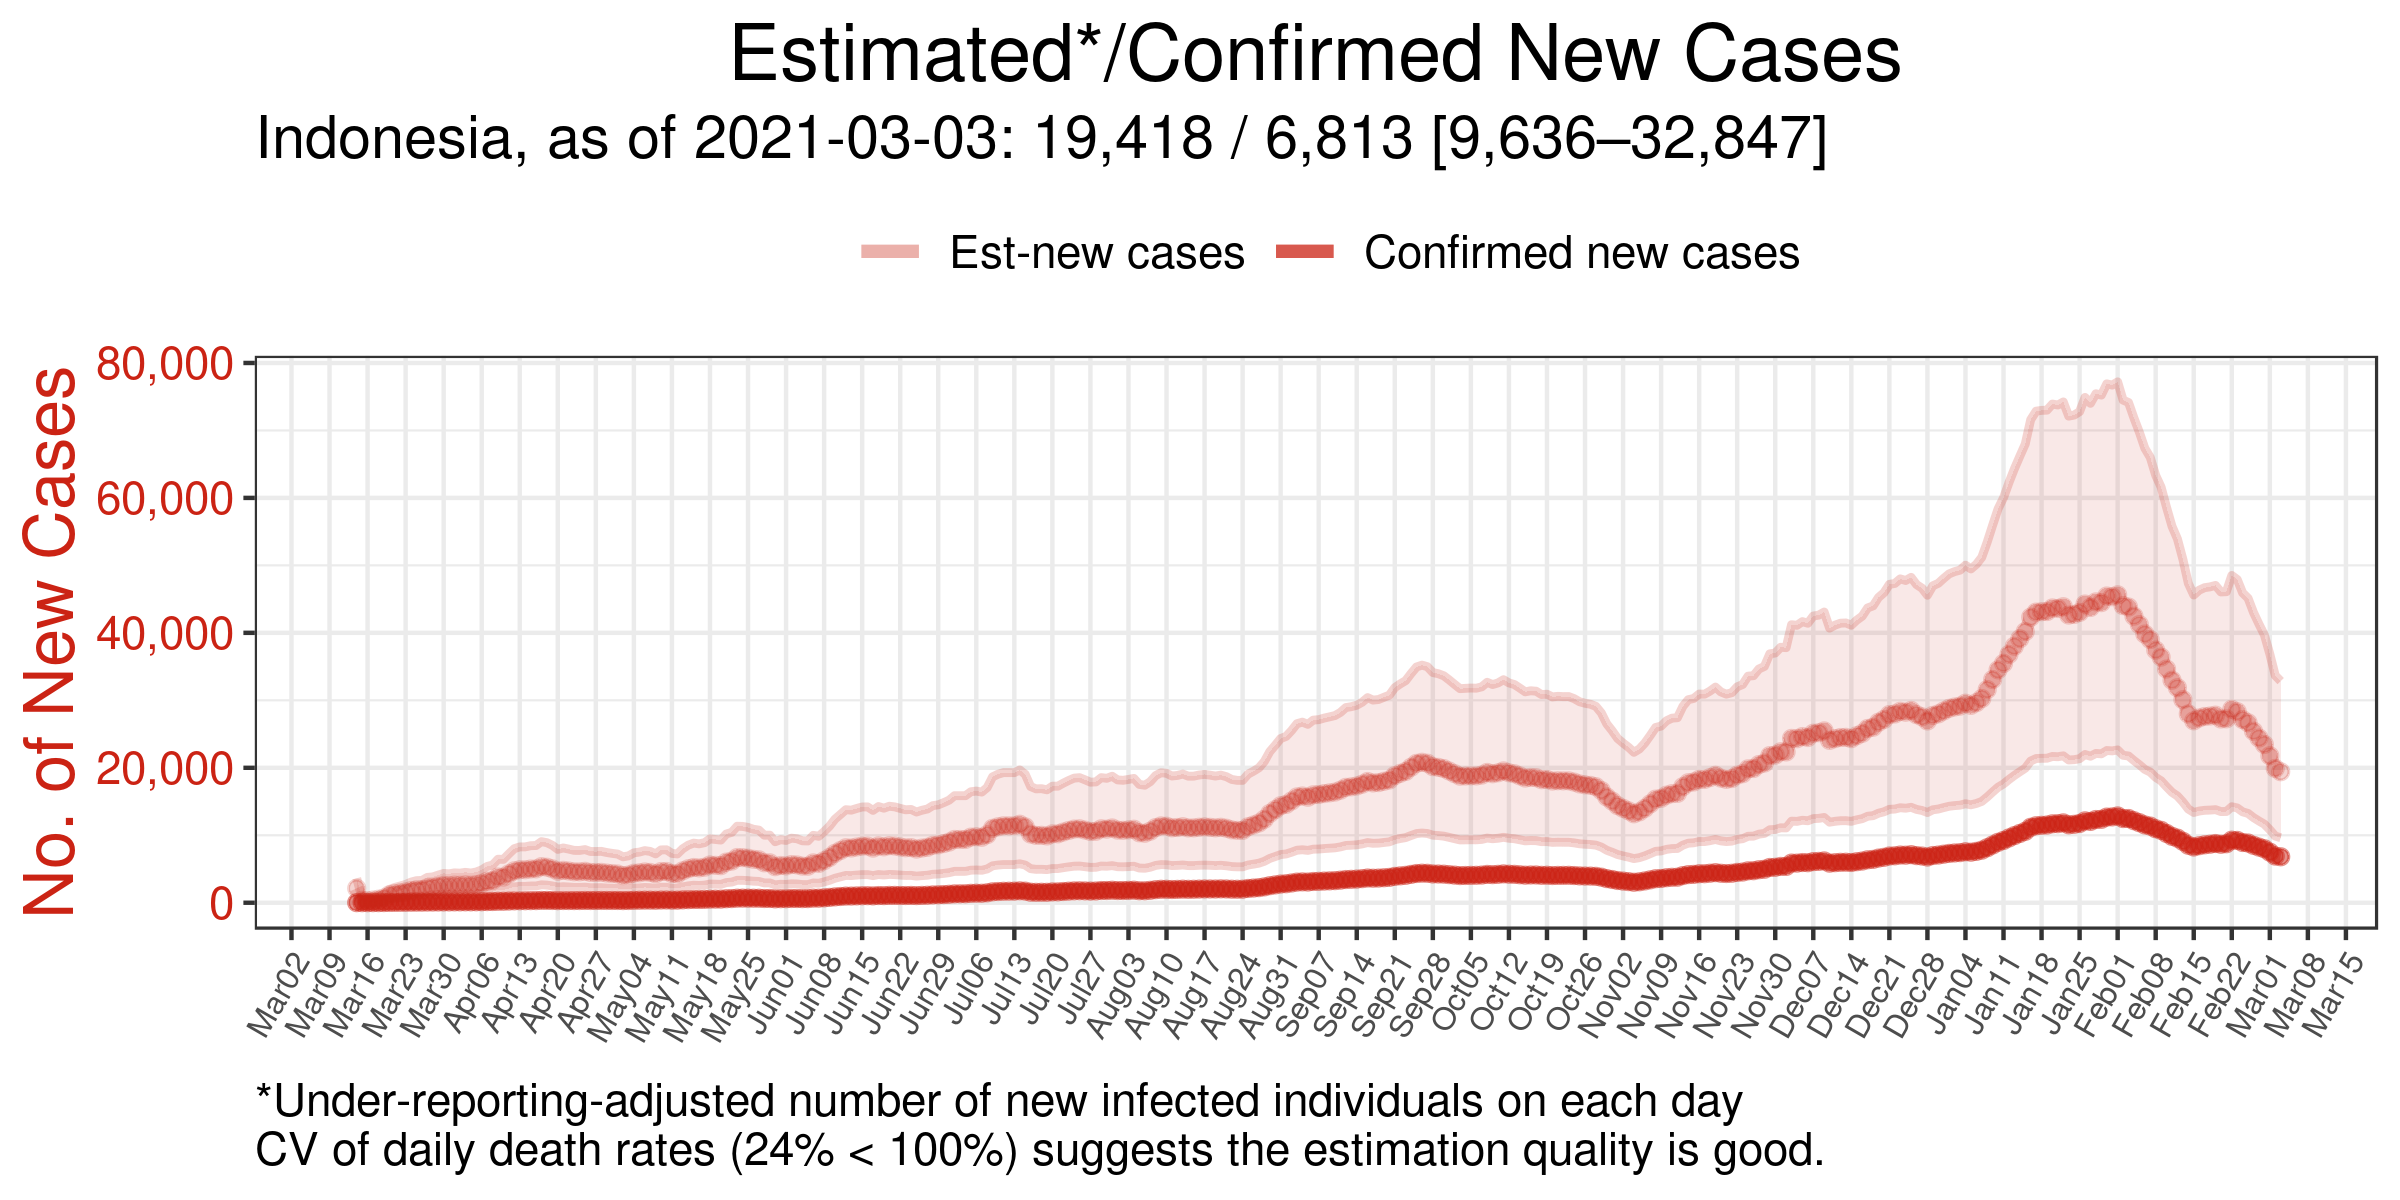 Estimated*/Confirmed New Cases
Indonesia, as of 2021-03-03: 19,418 / 6,813 [9,636–32,847]
Est-new cases
Confirmed new cases
No. of New Cases
80,000
60,000
40,000
20,000
0
Mar02
Mar09
Mar16
Mar23
Mar30
Apr06
Apr13
Apr20
Apr27
May04
May11
May18
May25
Jun01
Jun08
Jun15
Jun22
Jun29
Jul06
Jul13
Jul20
Jul27
Aug03
Aug10
Aug17
Aug24
Aug31
Sep07
Sep14
Sep21
Sep28
Oct05
Oct12
Oct19
Oct26
Nov02
Nov09
Nov16
Nov23
Nov30
Dec07
Dec14
Dec21
Dec28
Jan04
Jan11
Jan18
Jan25
Feb01
Feb08
Feb15
Feb22
Mar01
Mar08
Mar15
*Under-reporting-adjusted number of new infected individuals on each day
CV of daily death rates (24% < 100%) suggests the estimation quality is good.